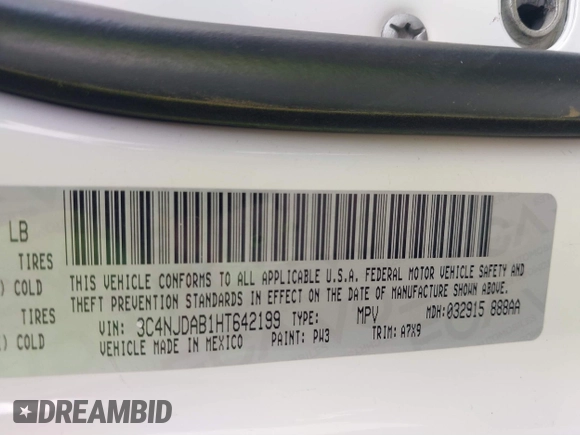 LB
TIRES
) COLD
TIRES
) COLD
THIS VEHICLE CONFORMS TO ALL APPLICABLE U.S.A. FEDERAL MOTOR VEHICLE SAFETY AND
THEFT PREVENTION STANDARDS IN EFFECT ON THE DATE OF MANUFACTURE SHOWN ABOVE.
VIN: 3C4NJDAB1HT642199 TYPE: MPV MDH: 032915 888AA
VEHICLE MADE IN MEXICO PAINT: PW3 TRIM: A7X9
DREAMBID